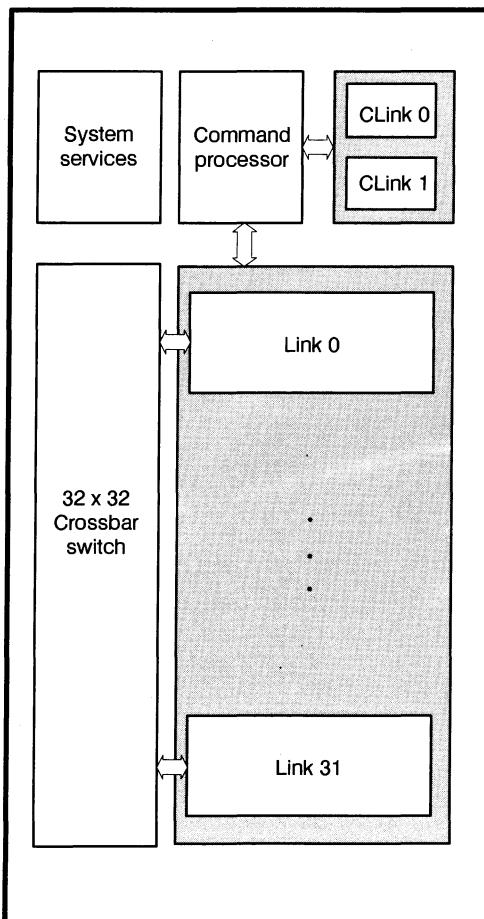 System
services
Command
processor
CLink 0
CLink 1
Link 0
32 x 32
Crossbar
switch
Link 31